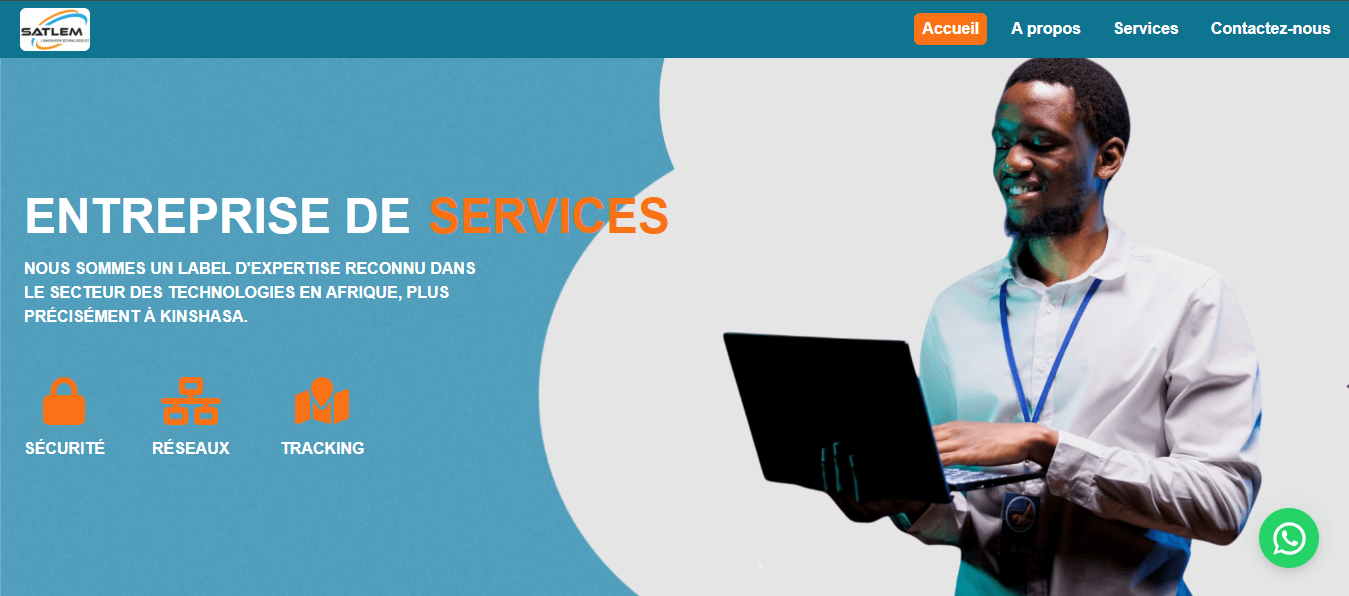 SATLEM
Accueil
A propos
Services
Contactez-nous
ENTREPRISE DE SERVICES
NOUS SOMMES UN LABEL D'EXPERTISE RECONNU DANS
LE SECTEUR DES TECHNOLOGIES EN AFRIQUE, PLUS
PRÉCISÉMENT À KINSHASA.
SÉCURITÉ
RÉSEAUX
TRACKING